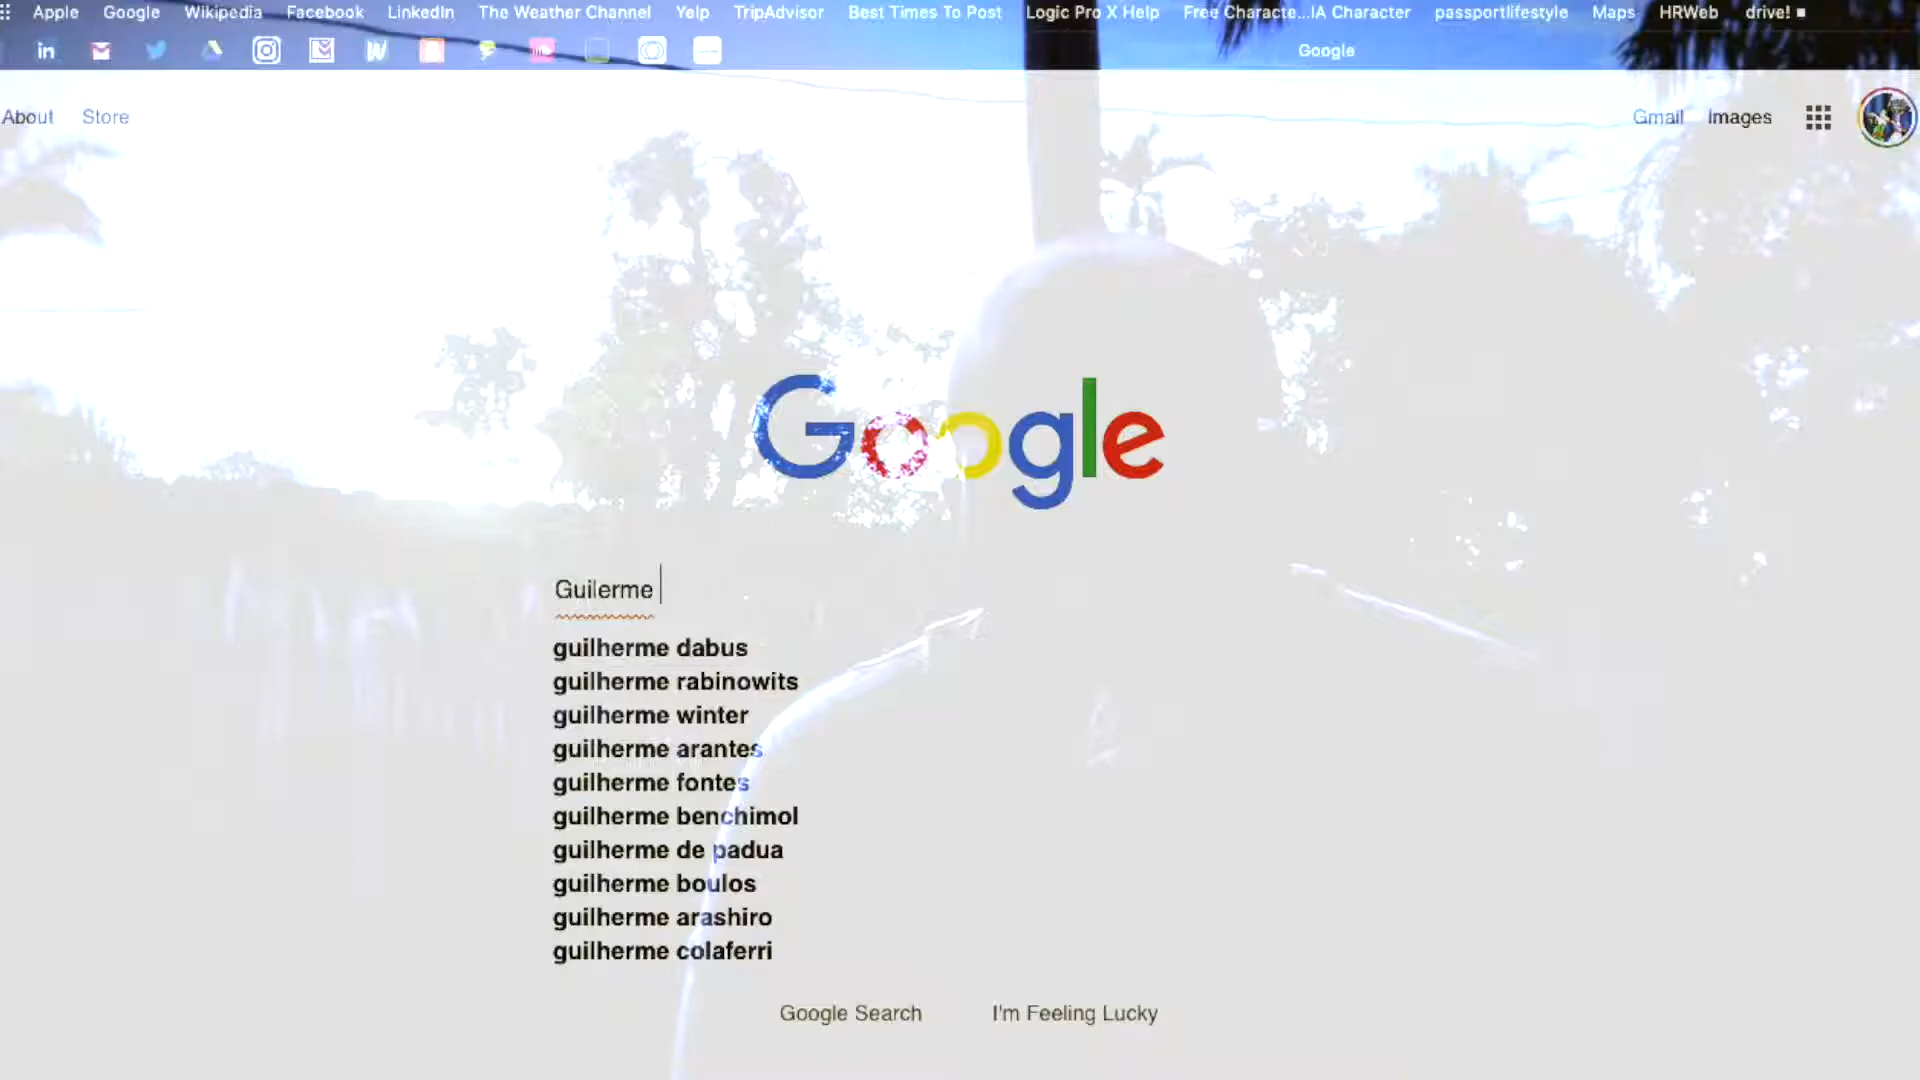 Apple Google Wikipedia Facebook LinkedIn The Weather Channel Yelp TripAdvisor Best Times To Post Logic Pro X Help Free Characte...IA Character passportlifestyle Maps HRWeb drive!
Google
About Store Gmail Images
Google
Guilerme
guilherme dabus
guilherme rabinowits
guilherme winter
guilherme arantes
guilherme fontes
guilherme benchimol
guilherme de padua
guilherme boulos
guilherme arashiro
guilherme colaferri
Google Search I'm Feeling Lucky